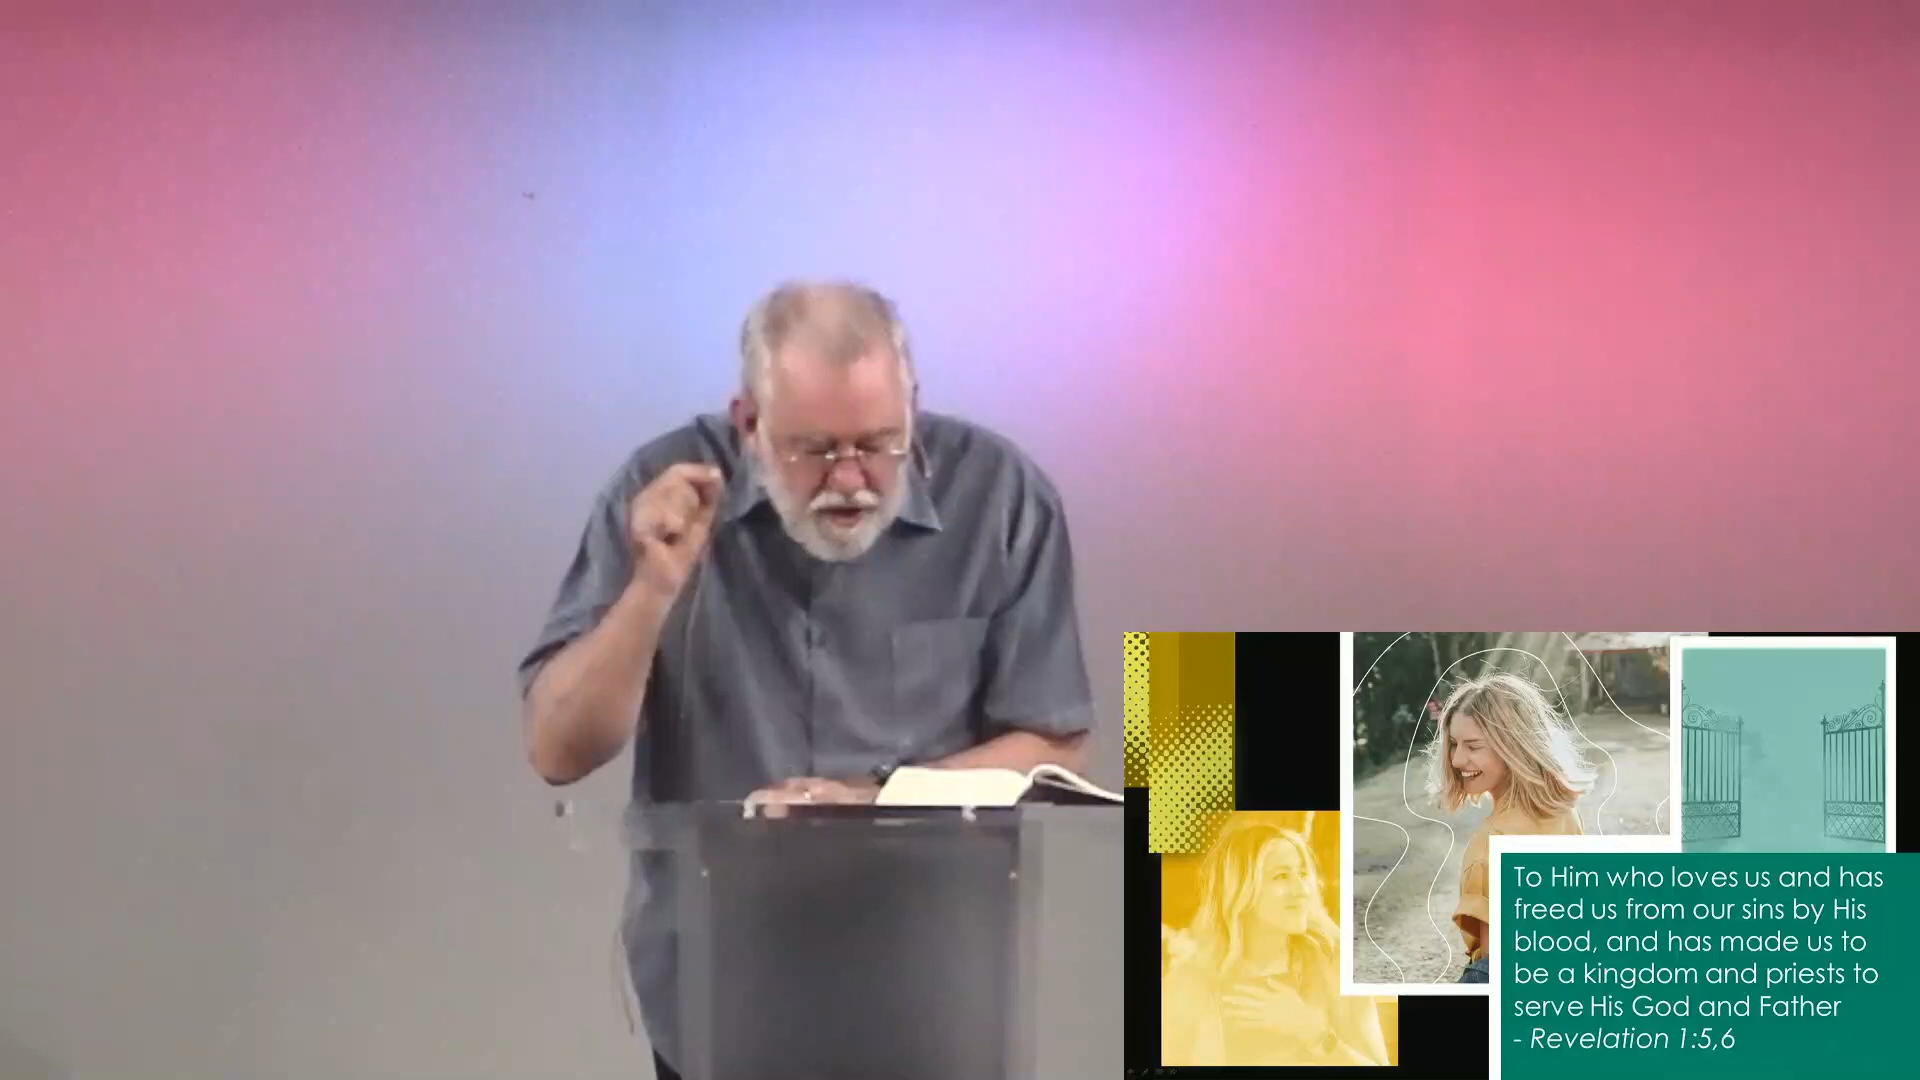 To Him who loves us and has
freed us from our sins by His
blood, and has made us to
be a kingdom and priests to
serve His God and Father
- Revelation 1:5,6